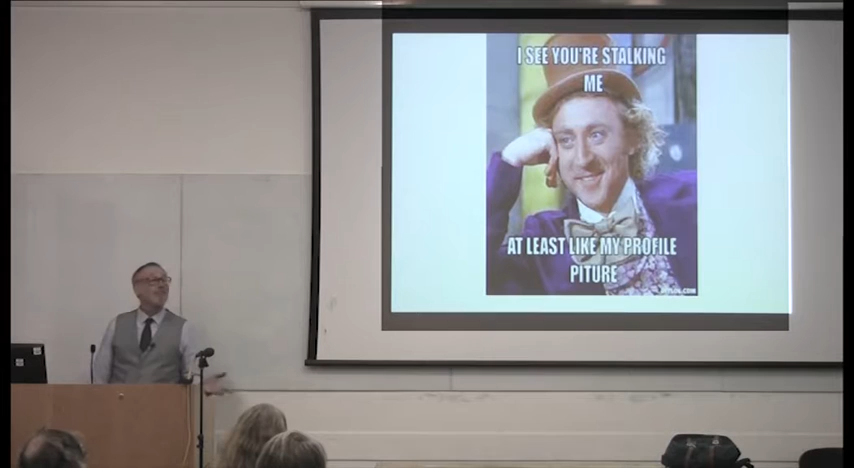 I SEE YOU'RE STALKING
ME
AT LEAST LIKE MY PROFILE
PITURE